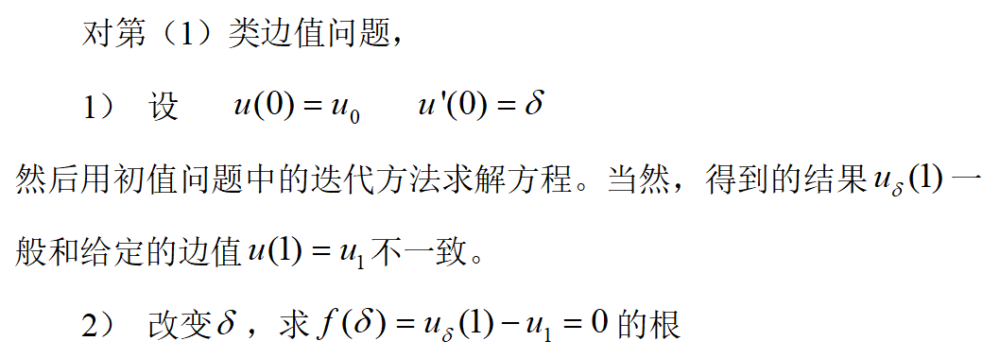 对第（1）类边值问题，
1） 设 u(0) = u₀ u'(0) = δ
然后用初值问题中的迭代方法求解方程。当然，得到的结果 u_δ(1) 一
般和给定的边值 u(1) = u₁ 不一致。
2） 改变 δ ，求 f(δ) = u_δ(1) − u₁ = 0 的根